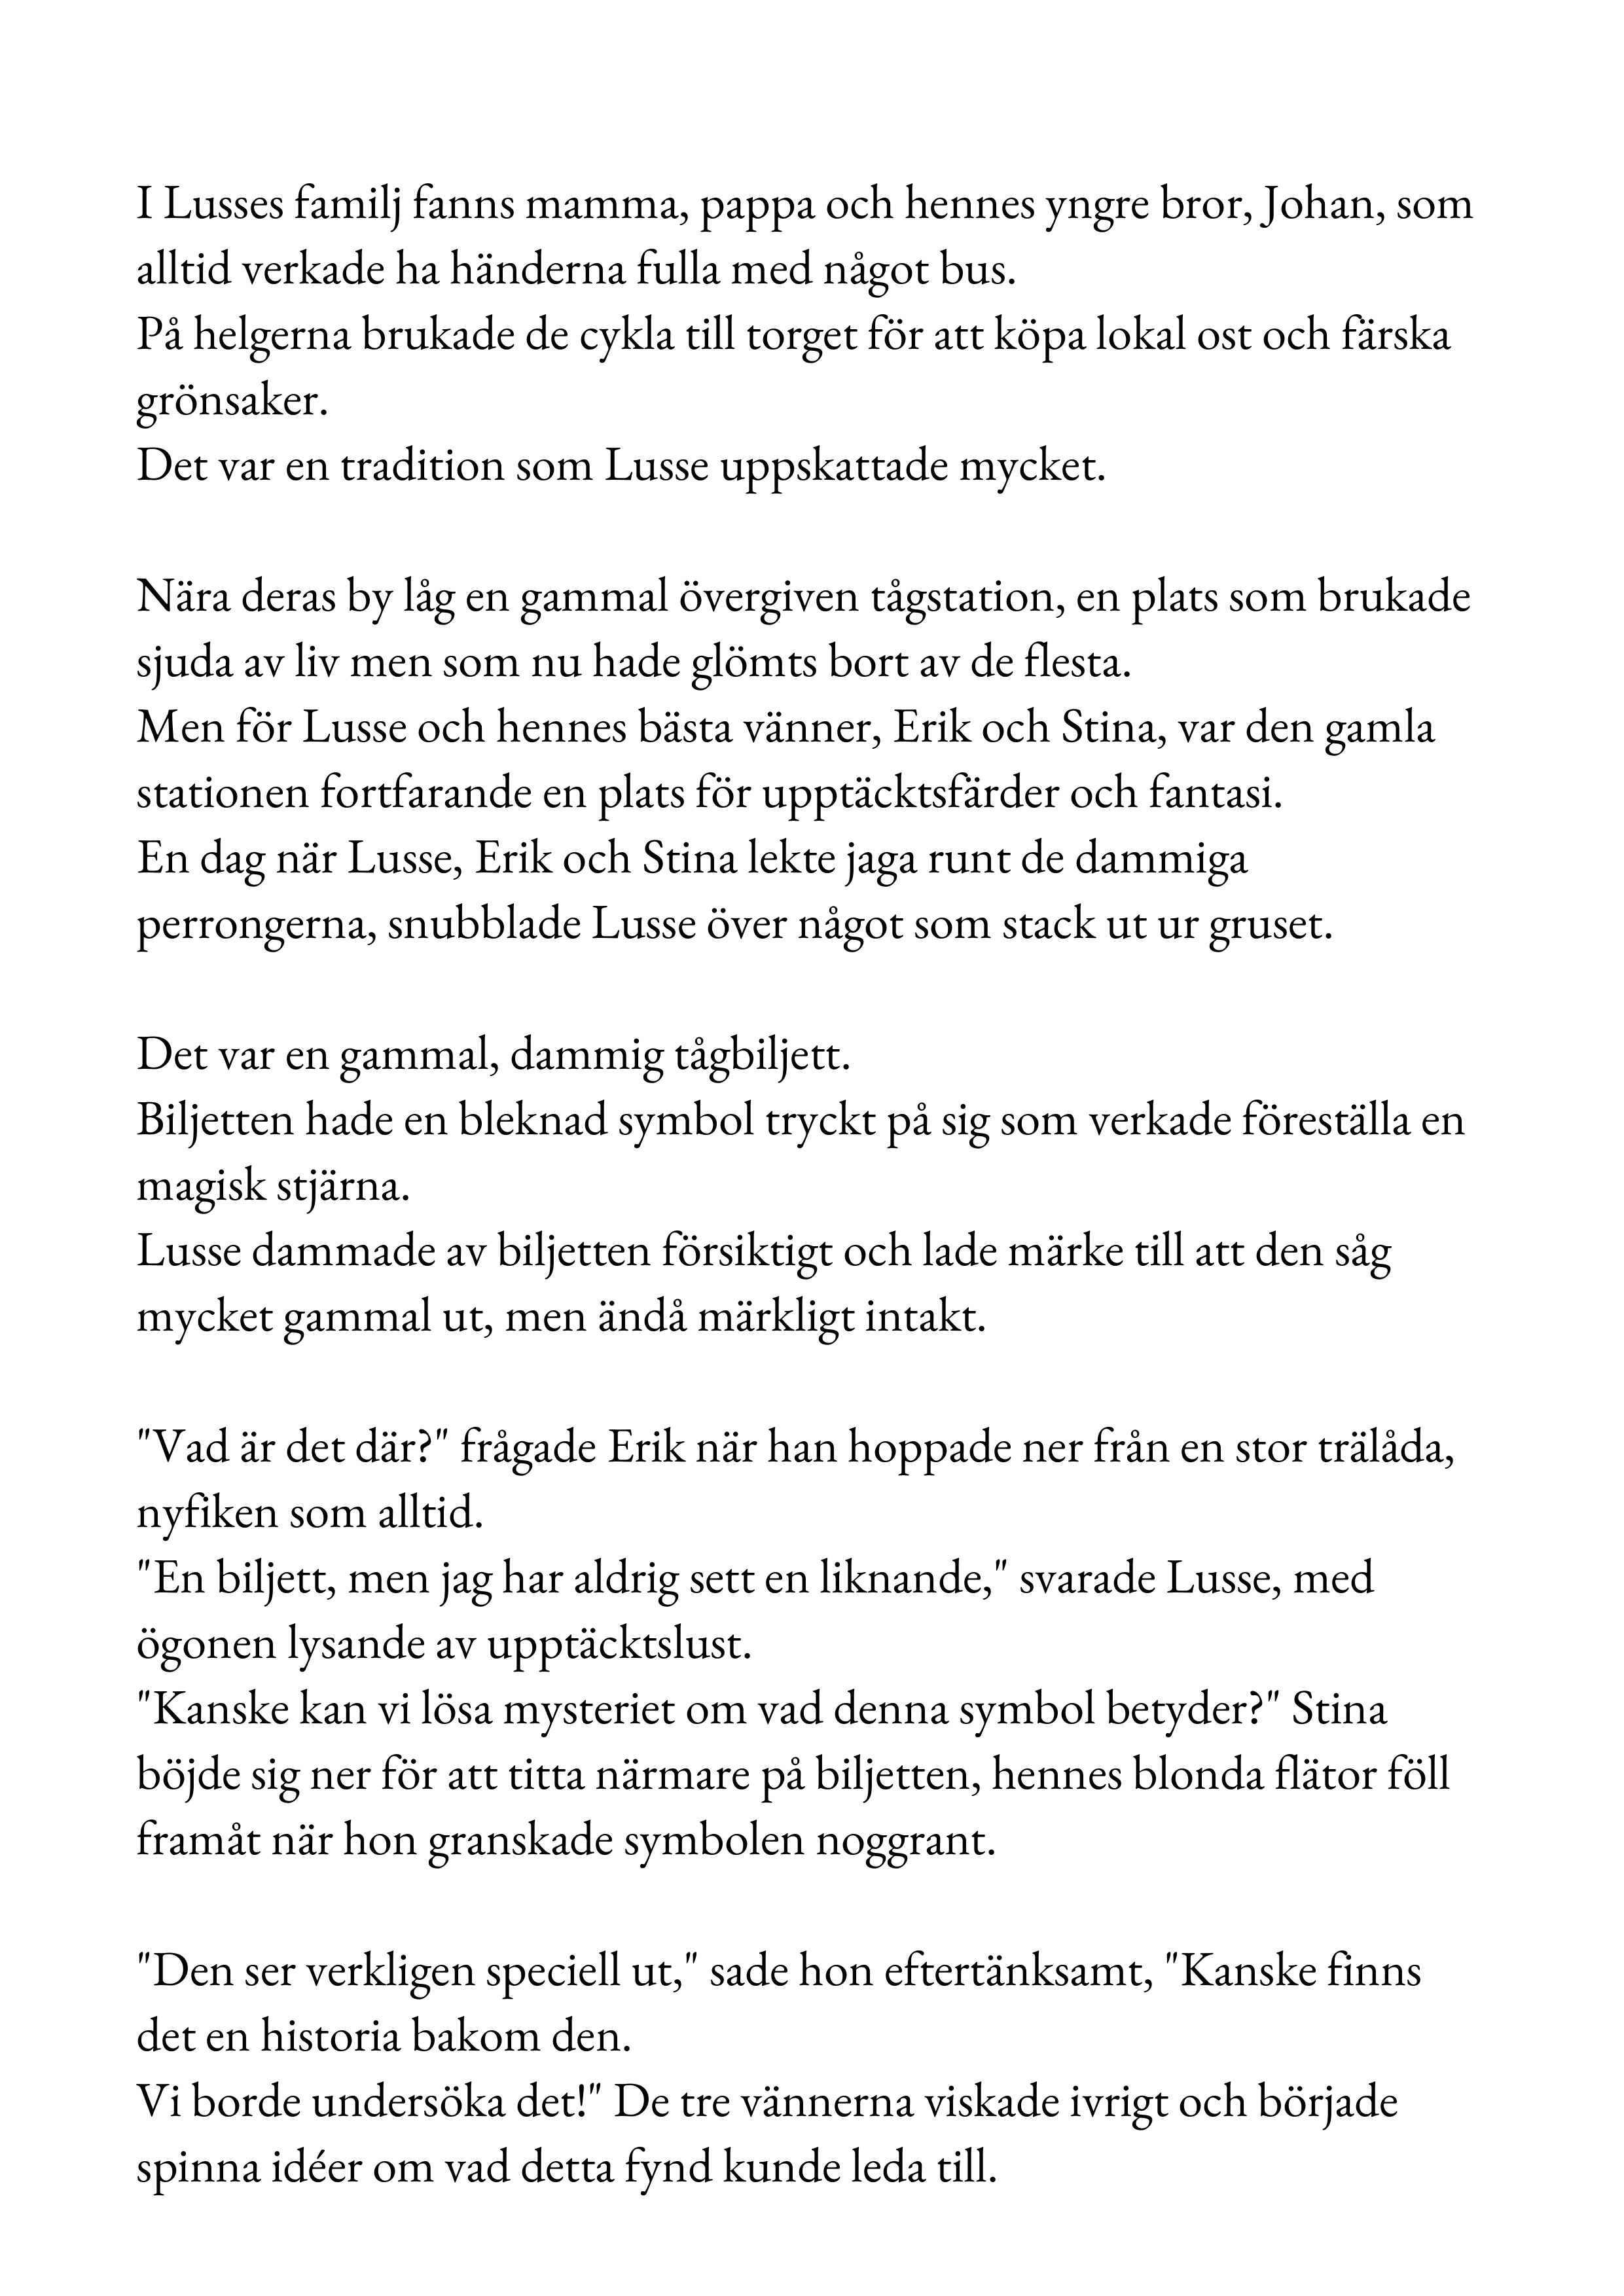 I Lusses familj fanns mamma, pappa och hennes yngre bror, Johan, som
alltid verkade ha händerna fulla med något bus.
På helgerna brukade de cykla till torget för att köpa lokal ost och färska
grönsaker.
Det var en tradition som Lusse uppskattade mycket.
Nära deras by låg en gammal övergiven tågstation, en plats som brukade
sjuda av liv men som nu hade glömts bort av de flesta.
Men för Lusse och hennes bästa vänner, Erik och Stina, var den gamla
stationen fortfarande en plats för upptäcktsfärder och fantasi.
En dag när Lusse, Erik och Stina lekte jaga runt de dammiga
perrongerna, snubblade Lusse över något som stack ut ur gruset.
Det var en gammal, dammig tågbiljett.
Biljetten hade en bleknad symbol tryckt på sig som verkade föreställa en
magisk stjärna.
Lusse dammade av biljetten försiktigt och lade märke till att den såg
mycket gammal ut, men ändå märkligt intakt.
"Vad är det där?" frågade Erik när han hoppade ner från en stor trälåda,
nyfiken som alltid.
"En biljett, men jag har aldrig sett en liknande," svarade Lusse, med
ögonen lysande av upptäcktslust.
"Kanske kan vi lösa mysteriet om vad denna symbol betyder?" Stina
böjde sig ner för att titta närmare på biljetten, hennes blonda flätor föll
framåt när hon granskade symbolen noggrant.
"Den ser verkligen speciell ut," sade hon eftertänksamt, "Kanske finns
det en historia bakom den.
Vi borde undersöka det!" De tre vännerna viskade ivrigt och började
spinna idéer om vad detta fynd kunde leda till.